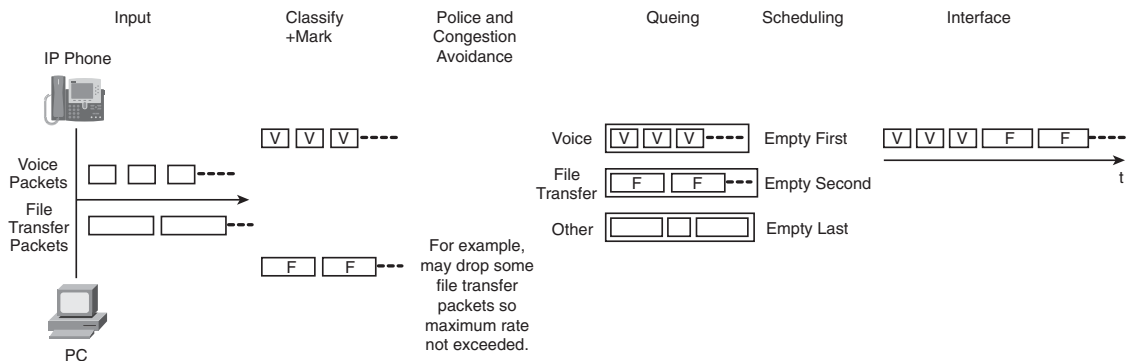 Input
Classify
+Mark
Police and
Congestion
Avoidance
Queing
Scheduling
Interface
IP Phone
V V V
Voice
Packets
File
Transfer
Packets
F F
PC
For example,
may drop some
file transfer
packets so
maximum rate
not exceeded.
Voice
V V V
Empty First
File
Transfer
F F
Empty Second
Other
Empty Last
V V V F F
t